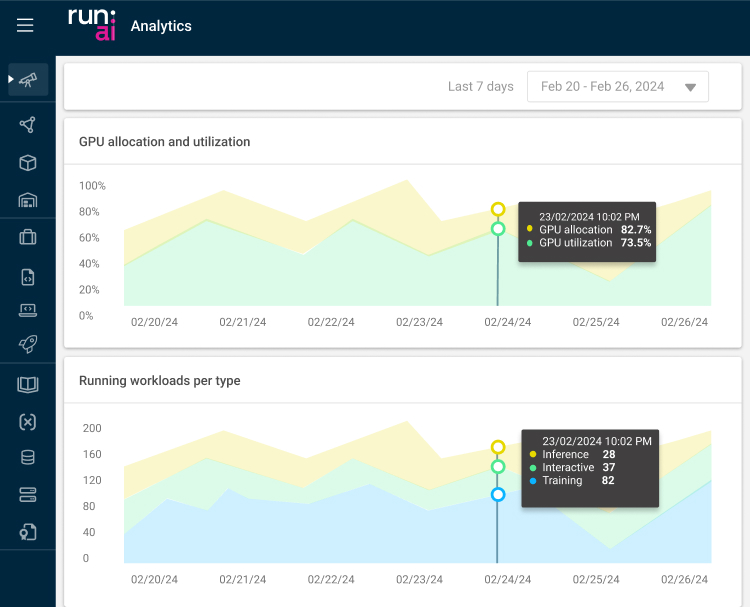 run:
ai
Analytics
Last 7 days
Feb 20 - Feb 26, 2024
GPU allocation and utilization
100%
80%
60%
40%
20%
0%
23/02/2024 10:02 PM
GPU allocation 82.7%
GPU utilization 73.5%
02/20/24 02/21/24 02/22/24 02/23/24 02/24/24 02/25/24 02/26/24
Running workloads per type
200
160
120
80
40
0
23/02/2024 10:02 PM
Inference 28
Interactive 37
Training 82
02/20/24 02/21/24 02/22/24 02/23/24 02/24/24 02/25/24 02/26/24